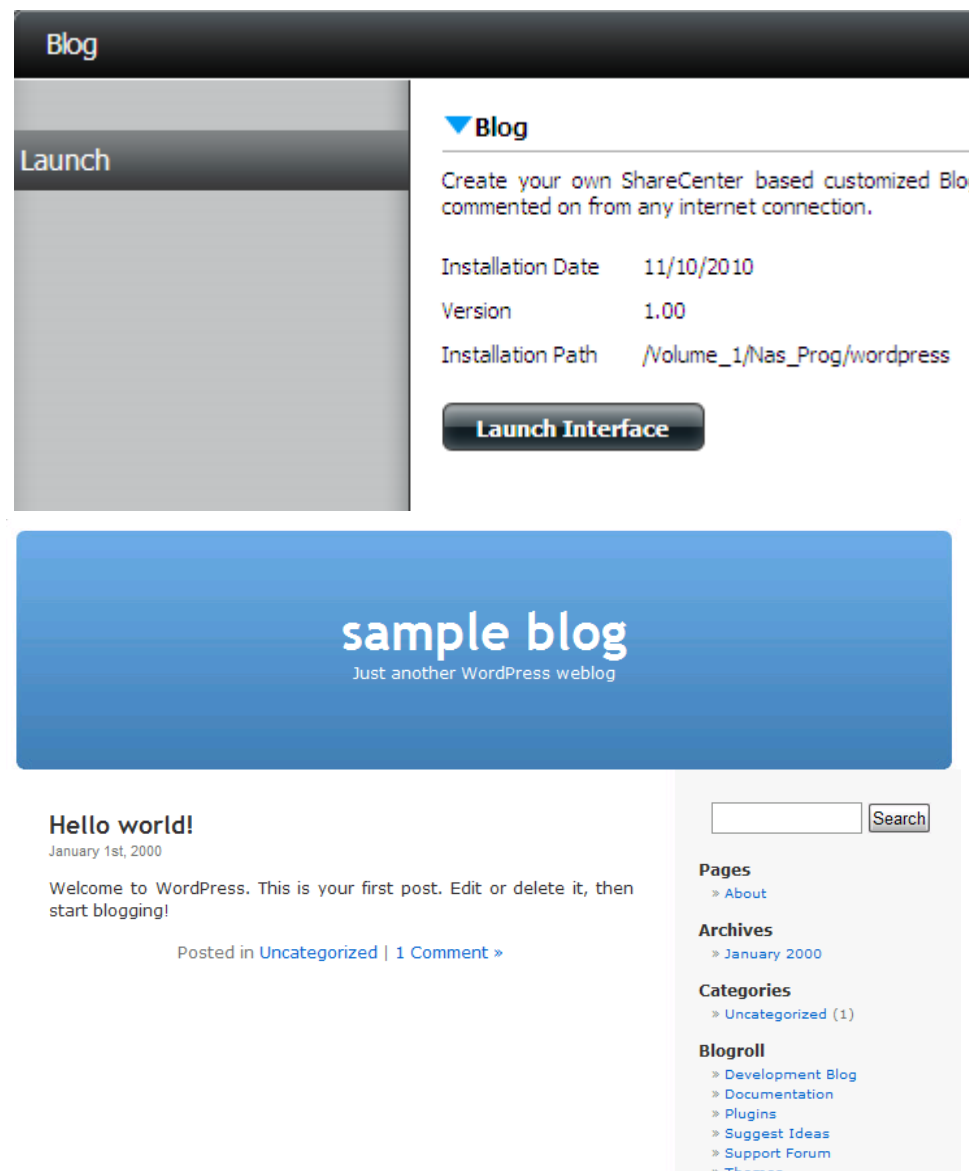 Blog
Launch
Blog
Create your own ShareCenter based customized
commented on from any internet connection.
Installation Date 11/10/2010
Version 1.00
Installation Path /Volume_1/Nas_Prog/wordpress
Launch Interface
sample blog
Just another WordPress weblog
Hello world!
January 1st, 2000
Welcome to WordPress. This is your first post. Edit or delete it, then
start blogging!
Posted in Uncategorized | 1 Comment »
Search
Pages
» About
Archives
» January 2000
Categories
» Uncategorized (1)
Blogroll
» Development Blog
» Documentation
» Plugins
» Suggest Ideas
» Support Forum